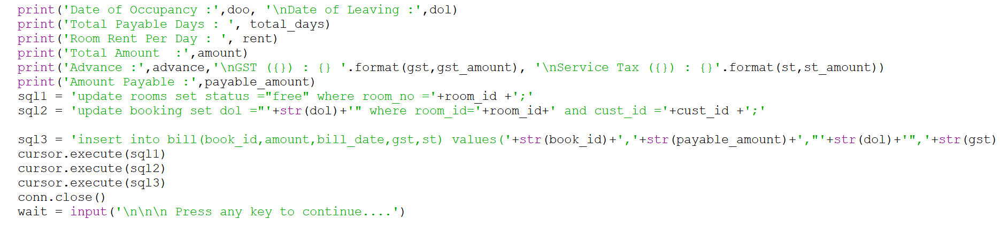 print('Date of Occupancy :',doo, '\nDate of Leaving :',dol)
print('Total Payable Days : ', total_days)
print('Room Rent Per Day : ', rent)
print('Total Amount  :',amount)
print('Advance :',advance,'\nGST ({}) : {} '.format(gst,gst_amount), '\nService Tax ({}) : {}'.format(st,st_amount))
print('Amount Payable :',payable_amount)
sql1 = 'update rooms set status ="free" where room_no ='+room_id +';'
sql2 = 'update booking set dol ="'+str(dol)+'" where room_id='+room_id+' and cust_id ='+cust_id +';'
sql3 = 'insert into bill(book_id,amount,bill_date,gst,st) values('+str(book_id)+','+str(payable_amount)+',"'+str(dol)+'",'+str(gst)
cursor.execute(sql1)
cursor.execute(sql2)
cursor.execute(sql3)
conn.close()
wait = input('\n\n\n Press any key to continue....')